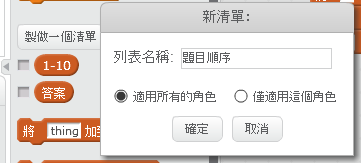 新清單:
製做一個清單
列表名稱: 題目順序
1-10
適用所有的角色 僅適用這個角色
答案
將 thing 加
確定 取消